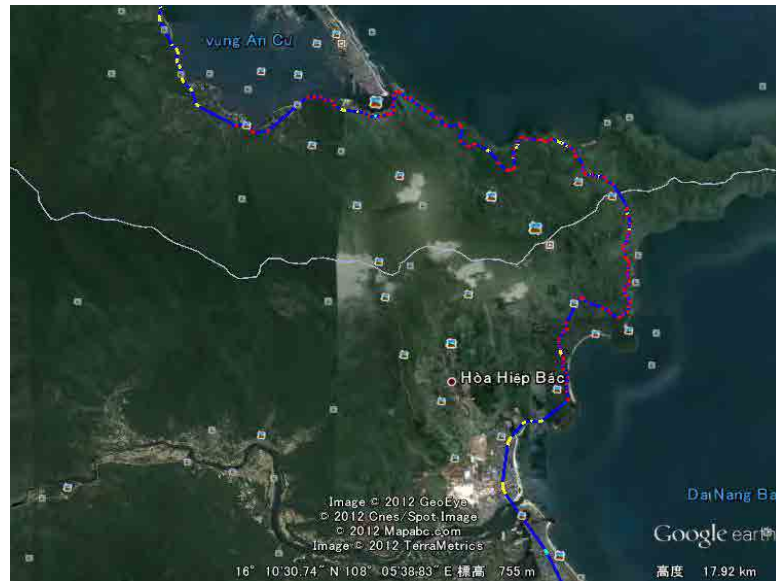 vụng An Cư
Hòa Hiệp Bắc
DaiNang Ba
Image © 2012 GeoEye
© 2012 Cnes/Spot Image
© 2012 Mapabc.com
Image © 2012 TerraMetrics
Google earth
16° 10'30.74" N 108° 05'38.83" E 標高 755 m 高度 17.92 km